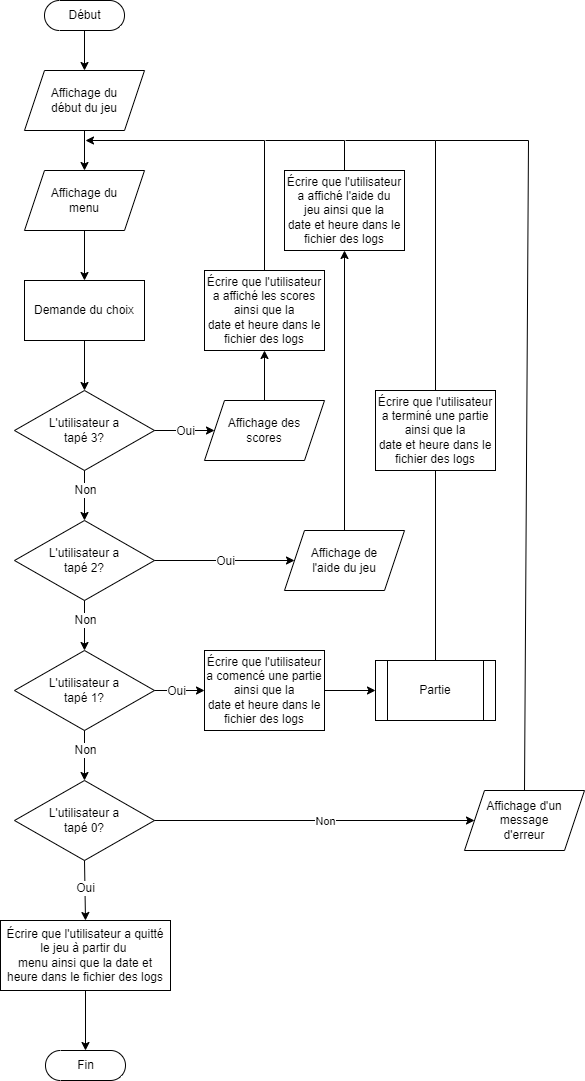 Début
Affichage du
début du jeu
Affichage du
menu
Écrire que l'utilisateur
a affiché l'aide du
jeu ainsi que la
date et heure dans le
fichier des logs
Demande du choix
Écrire que l'utilisateur
a affiché les scores
ainsi que la
date et heure dans le
fichier des logs
L'utilisateur a
tapé 3?
Oui
Affichage des
scores
Écrire que l'utilisateur
a terminé une partie
ainsi que la
date et heure dans le
fichier des logs
Non
L'utilisateur a
tapé 2?
Oui
Affichage de
l'aide du jeu
Non
L'utilisateur a
tapé 1?
Oui
Écrire que l'utilisateur
a comencé une partie
ainsi que la
date et heure dans le
fichier des logs
Partie
Non
L'utilisateur a
tapé 0?
Non
Affichage d'un
message
d'erreur
Oui
Écrire que l'utilisateur a quitté
le jeu à partir du
menu ainsi que la date et
heure dans le fichier des logs
Fin